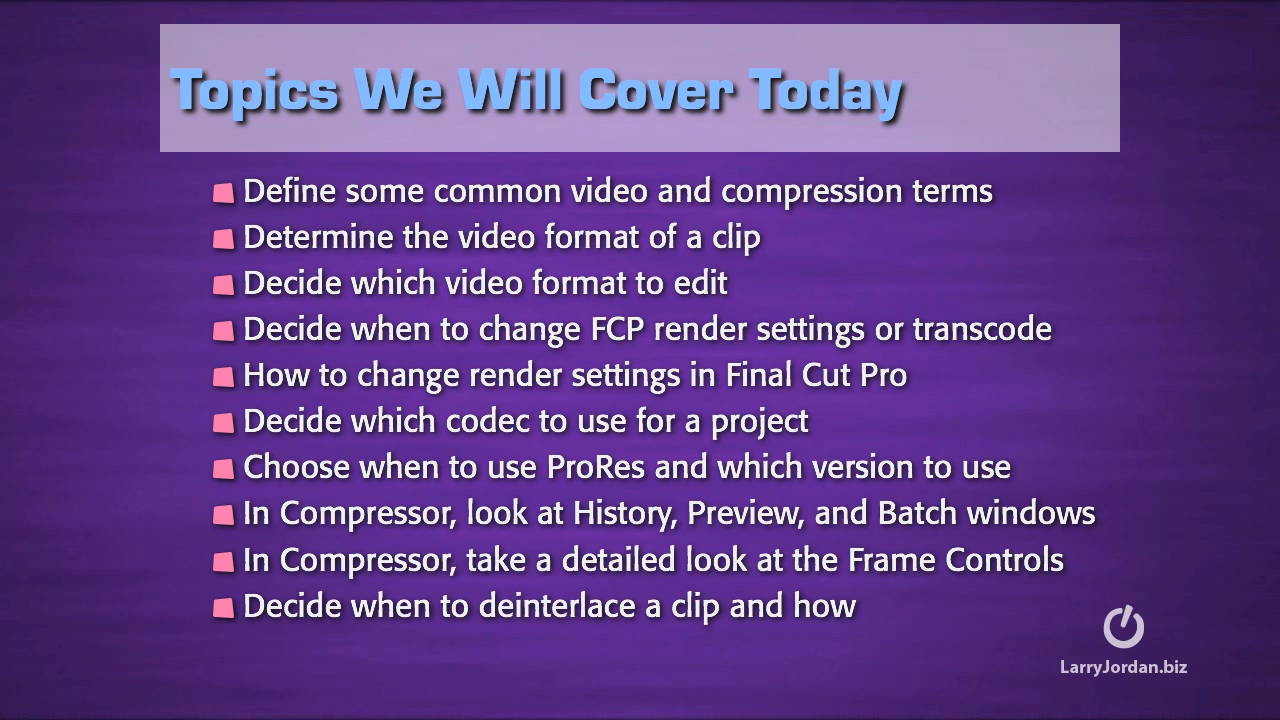 Topics We Will Cover Today
Define some common video and compression terms
Determine the video format of a clip
Decide which video format to edit
Decide when to change FCP render settings or transcode
How to change render settings in Final Cut Pro
Decide which codec to use for a project
Choose when to use ProRes and which version to use
In Compressor, look at History, Preview, and Batch windows
In Compressor, take a detailed look at the Frame Controls
Decide when to deinterlace a clip and how
LarryJordan.biz